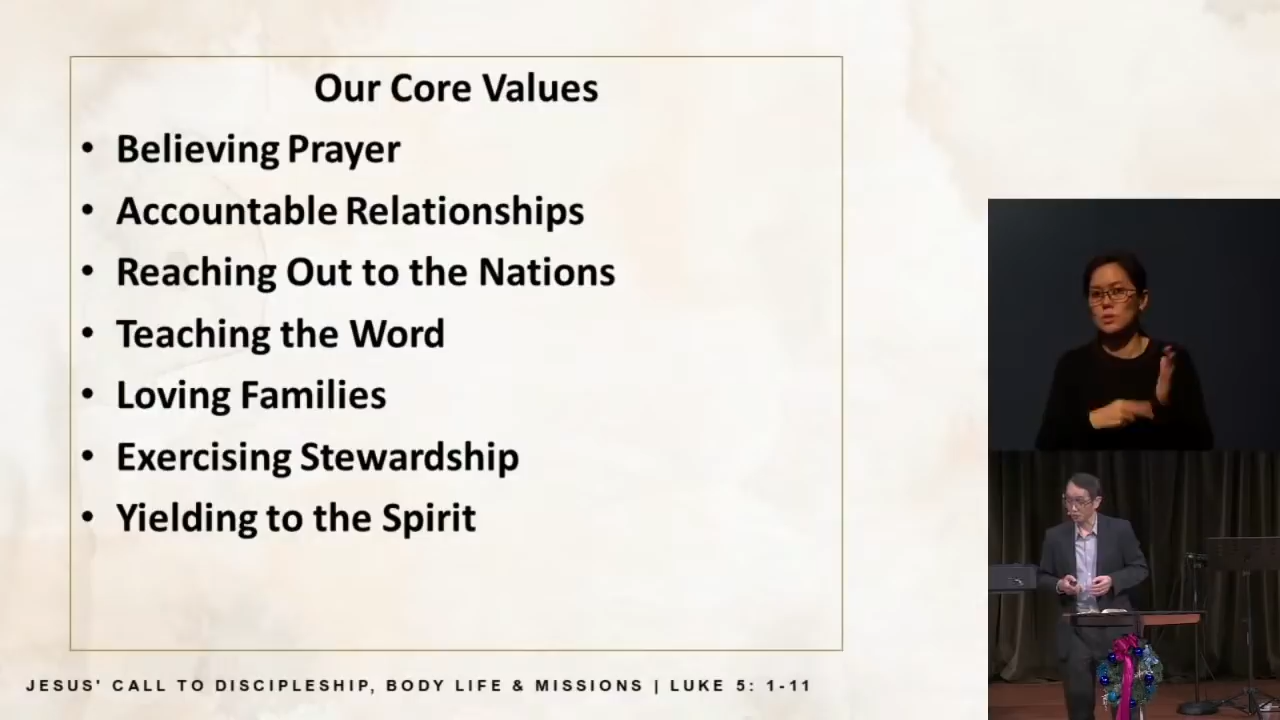 Our Core Values
• Believing Prayer
• Accountable Relationships
• Reaching Out to the Nations
• Teaching the Word
• Loving Families
• Exercising Stewardship
• Yielding to the Spirit
JESUS' CALL TO DISCIPLESHIP, BODY LIFE & MISSIONS | LUKE 5: 1-11